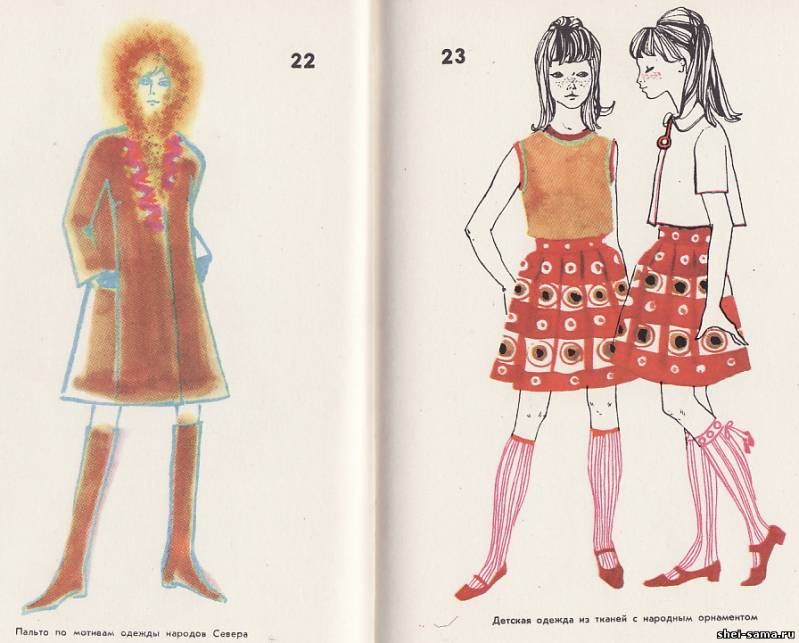 22
23
Пальто по мотивам одежды народов Севера
Детская одежда из тканей с народным орнаментом
shei-sama.ru